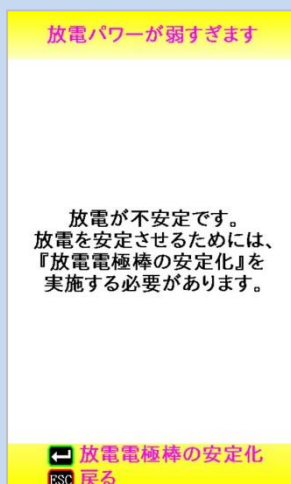 放電パワーが弱すぎます
放電が不安定です。
放電を安定させるためには、
『放電電極棒の安定化』を
実施する必要があります。
放電電極棒の安定化
ESC 戻る